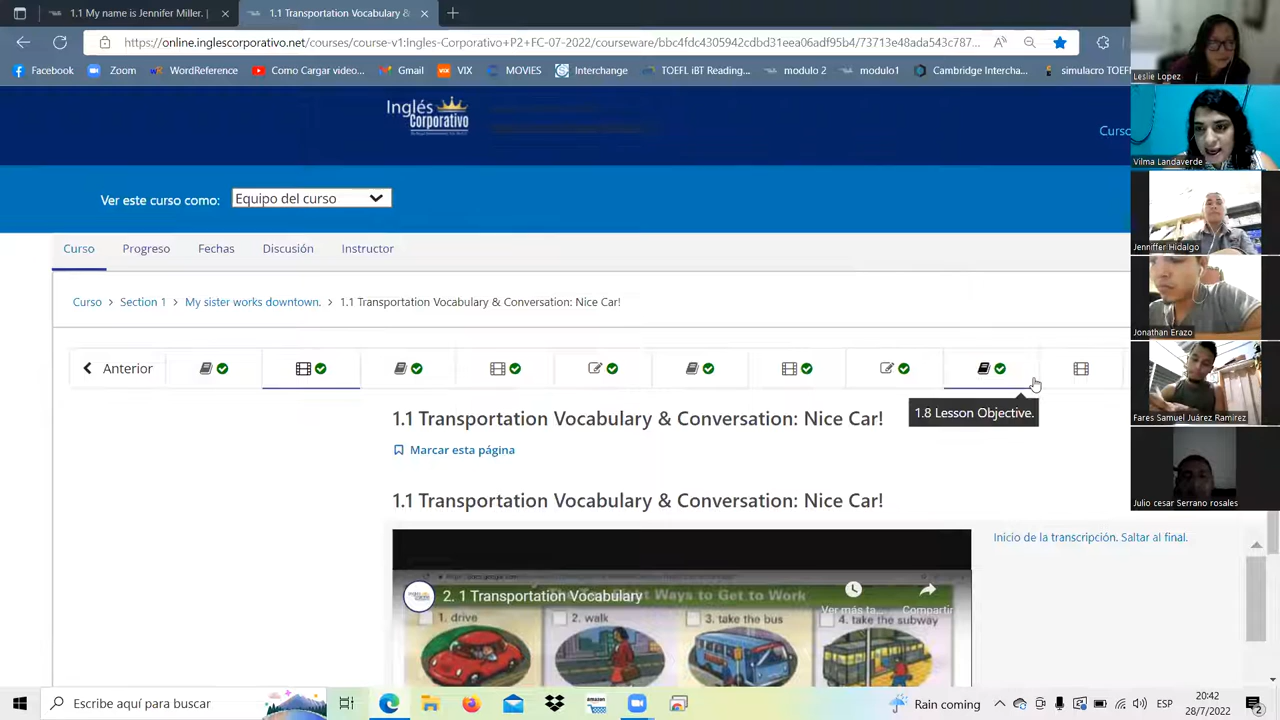 1.1 My name is Jennifer Miller.
1.1 Transportation Vocabulary &
https://online.inglescorporativo.net/courses/course-v1:Ingles-Corporativo+P2+FC-07-2022/courseware/bbc4fdc4305942cdbd31eea06adf95b4/73713e48ada543c787...
Facebook
Zoom
WordReference
Como Cargar video...
Gmail
VIX
MOVIES
Interchange
TOEFL iBT Reading...
modulo 2
modulo1
Cambridge Intercha...
simulacro TOEFL
Leslie Lopez
Inglés
Corporativo
Curso
Vilma Landaverde
Ver este curso como:
Equipo del curso
Curso
Progreso
Fechas
Discusión
Instructor
Jenniffer Hidalgo
Curso > Section 1 > My sister works downtown. > 1.1 Transportation Vocabulary & Conversation: Nice Car!
Jonathan Erazo
Anterior
1.8 Lesson Objective.
1.1 Transportation Vocabulary & Conversation: Nice Car!
Fares Samuel Juárez Ramirez
Marcar esta página
1.1 Transportation Vocabulary & Conversation: Nice Car!
Julio cesar Serrano rosales
Inicio de la transcripción. Saltar al final.
2. 1 Transportation Vocabulary
nt Ways to Get to Work
Ver más ta...
Compartir
1. drive
2. walk
3. take the bus
4. take the subway
Escribe aquí para buscar
amazon
Rain coming
ESP
20:42
28/7/2022
2